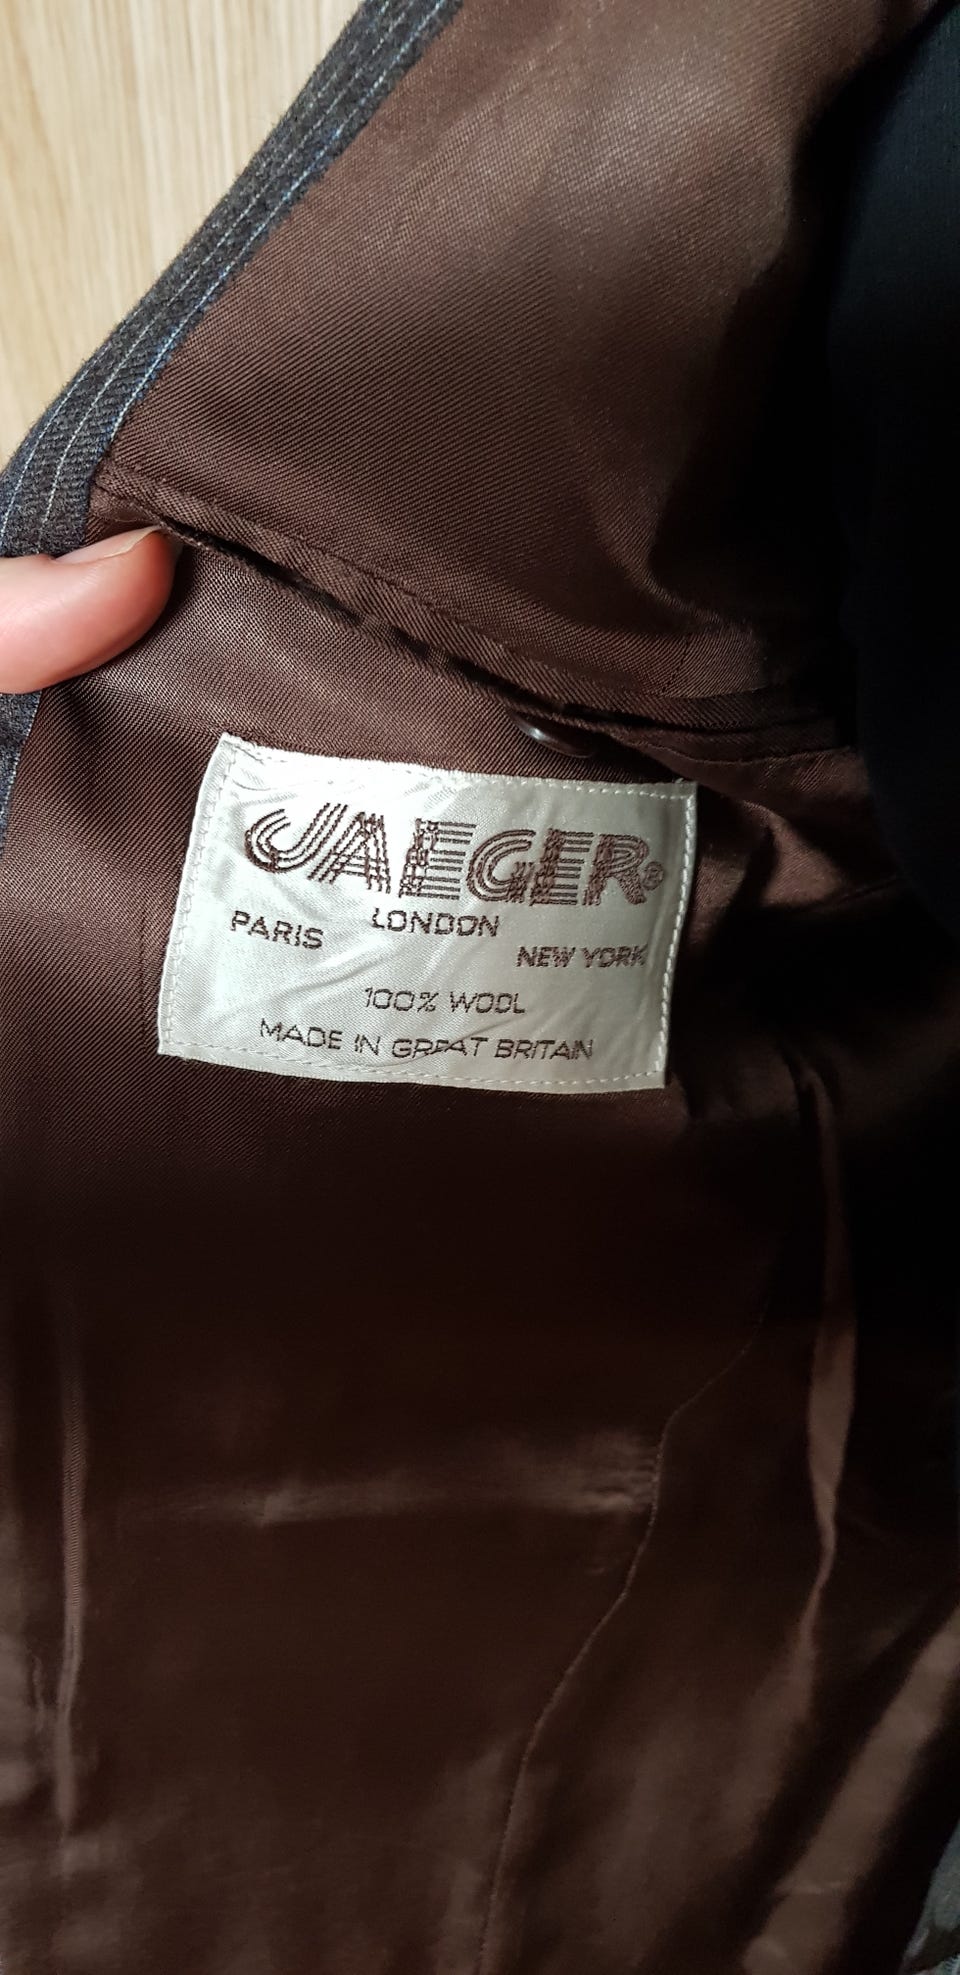 JAEGER®
PARIS LONDON NEW YORK
100% WOOL
MADE IN GREAT BRITAIN